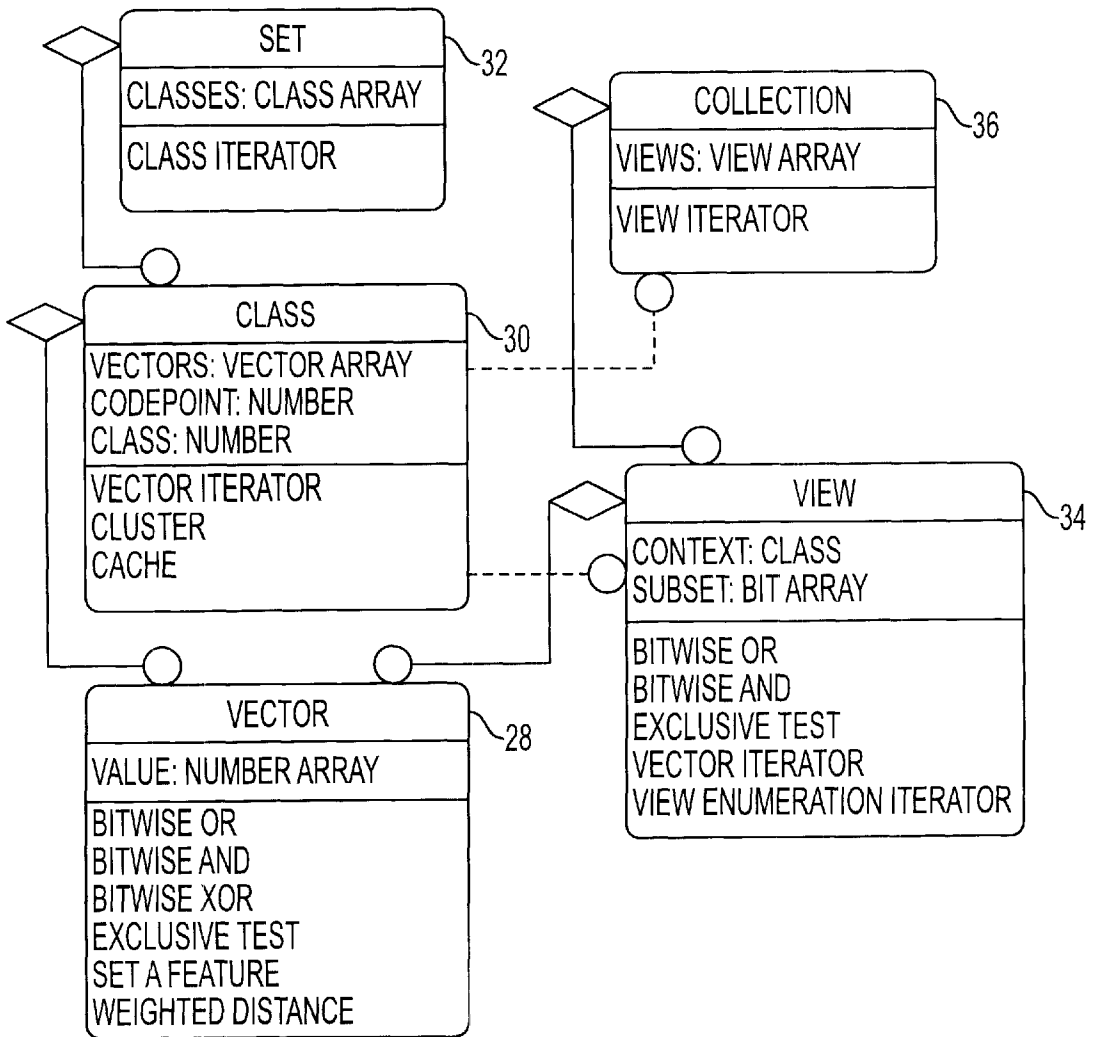 SET
32
CLASSES: CLASS ARRAY
CLASS ITERATOR
COLLECTION
36
VIEWS: VIEW ARRAY
VIEW ITERATOR
CLASS
30
VECTORS: VECTOR ARRAY
CODEPOINT: NUMBER
CLASS: NUMBER
VECTOR ITERATOR
CLUSTER
CACHE
VIEW
34
CONTEXT: CLASS
SUBSET: BIT ARRAY
BITWISE OR
BITWISE AND
EXCLUSIVE TEST
VECTOR ITERATOR
VIEW ENUMERATION ITERATOR
VECTOR
28
VALUE: NUMBER ARRAY
BITWISE OR
BITWISE AND
BITWISE XOR
EXCLUSIVE TEST
SET A FEATURE
WEIGHTED DISTANCE